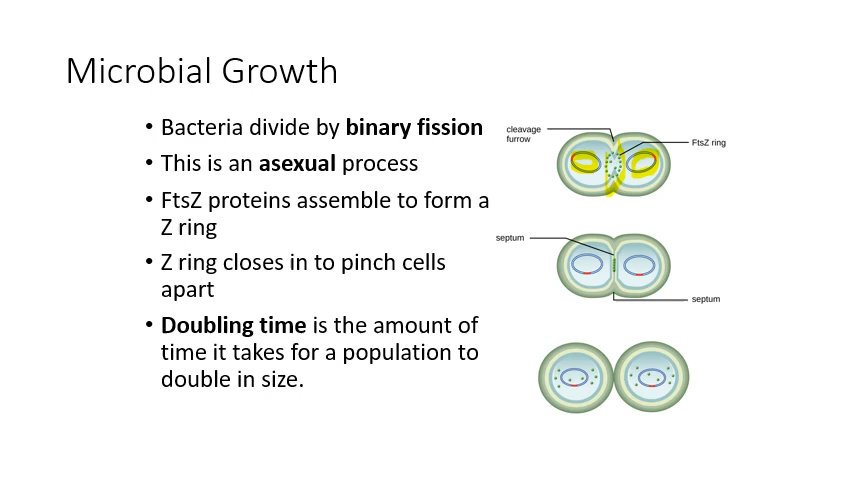 Microbial Growth
• Bacteria divide by binary fission
• This is an asexual process
• FtsZ proteins assemble to form a
Z ring
• Z ring closes in to pinch cells
apart
• Doubling time is the amount of
time it takes for a population to
double in size.
cleavage
furrow
FtsZ ring
septum
septum